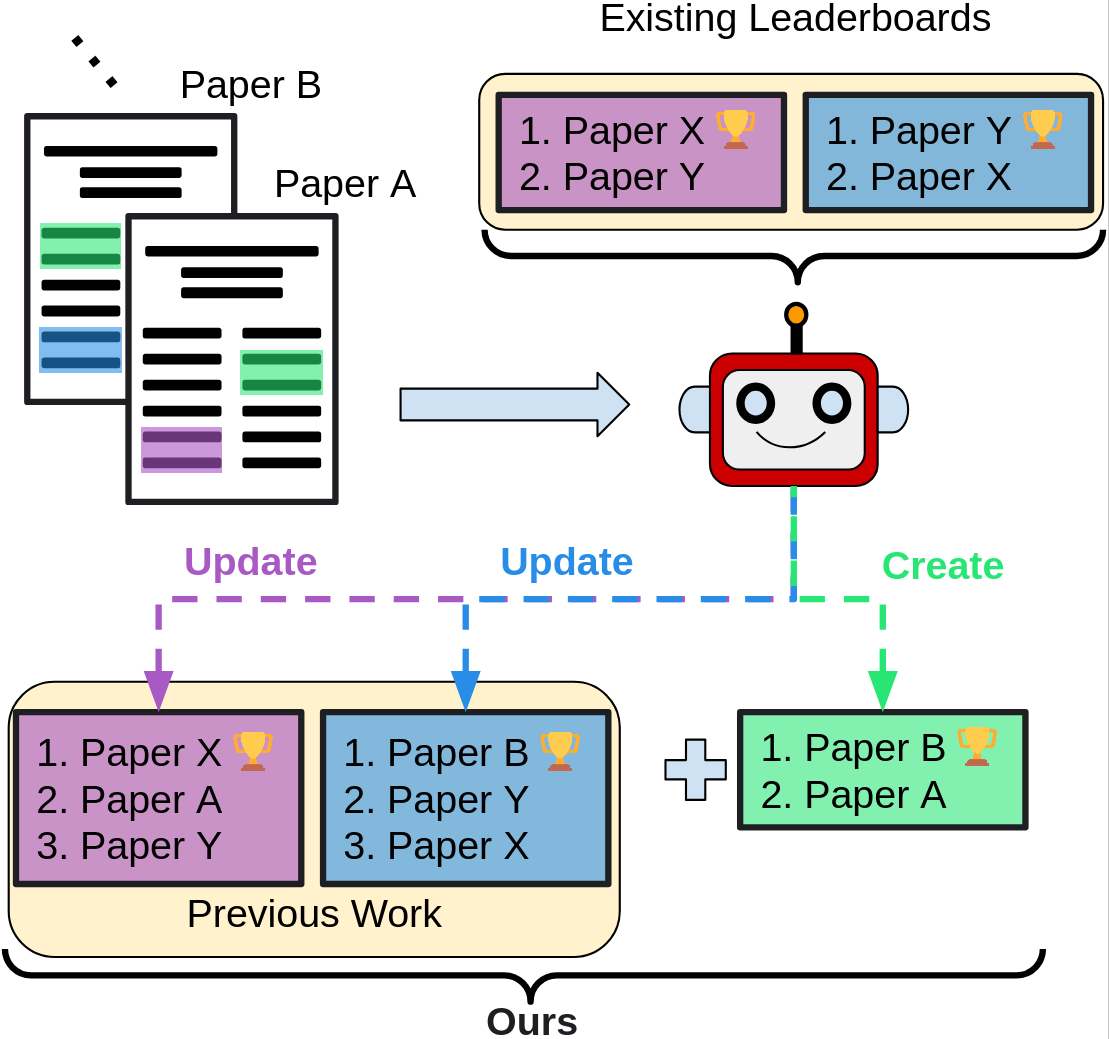 Existing Leaderboards
Paper B
Paper A
1. Paper X
2. Paper Y
1. Paper Y
2. Paper X
Update
Update
Create
1. Paper X
2. Paper A
3. Paper Y
1. Paper B
2. Paper Y
3. Paper X
1. Paper B
2. Paper A
Previous Work
Ours